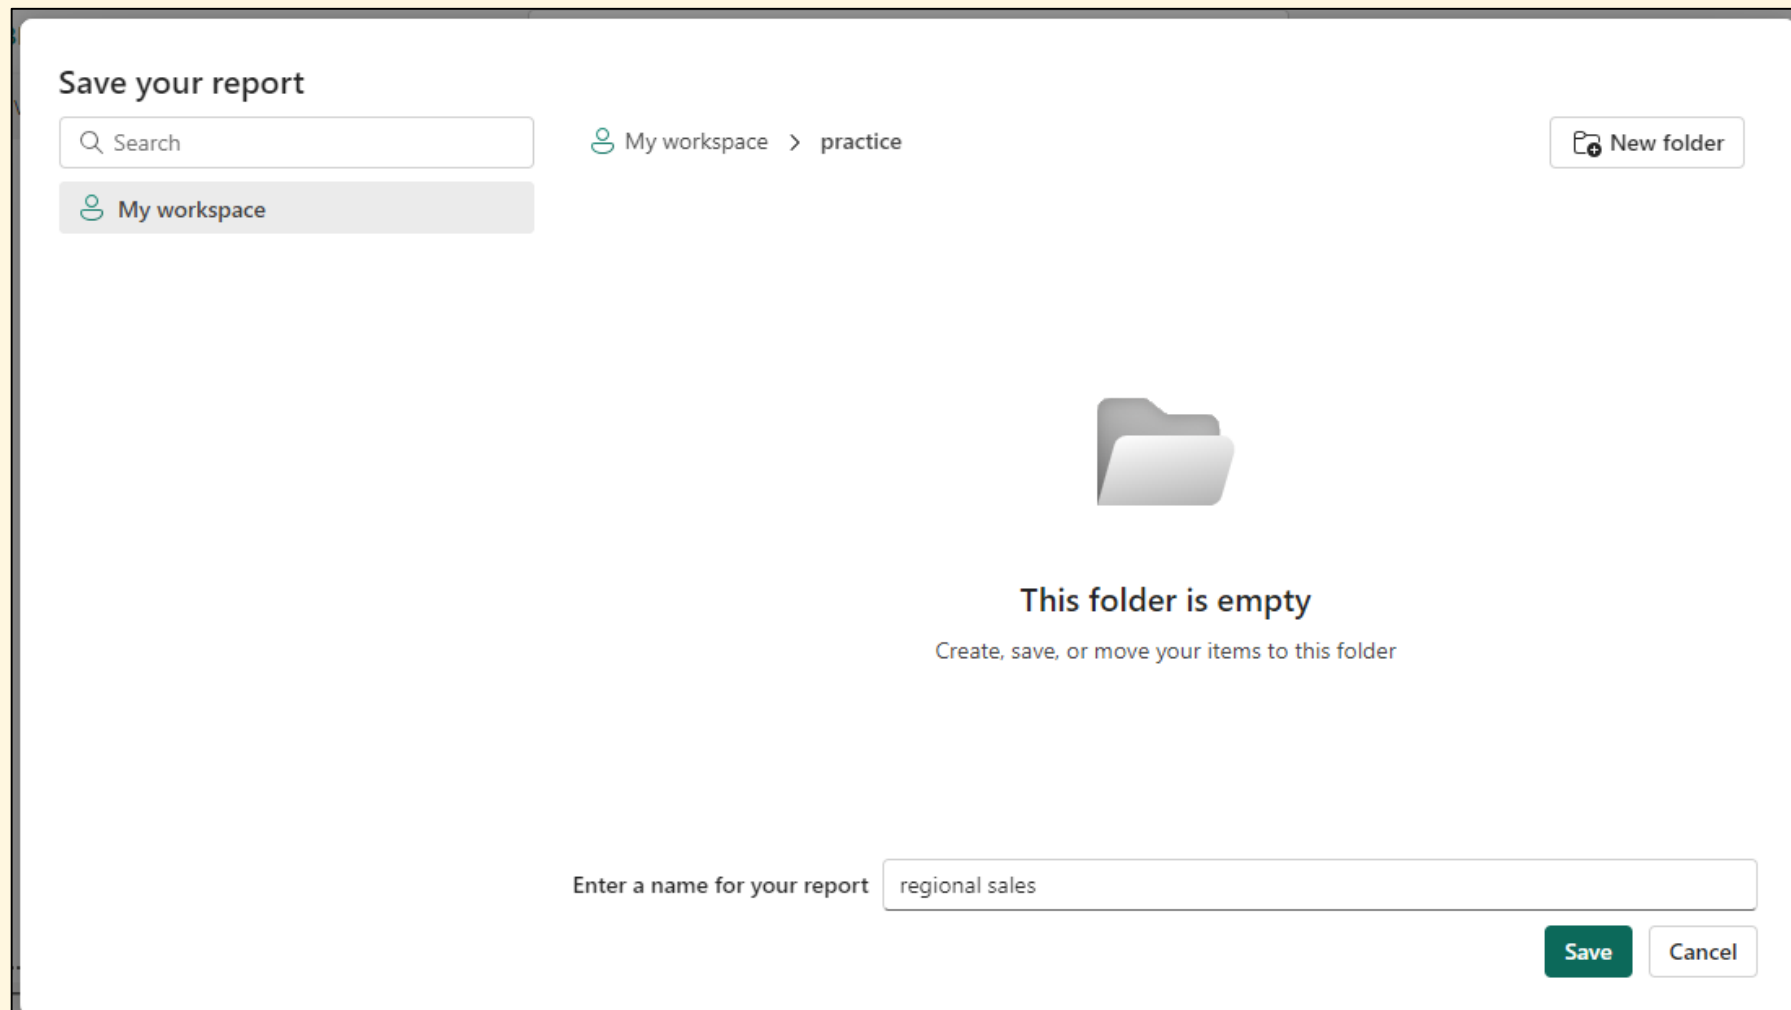 Save your report
Search
My workspace > practice
New folder
My workspace
This folder is empty
Create, save, or move your items to this folder
Enter a name for your report regional sales
Save Cancel